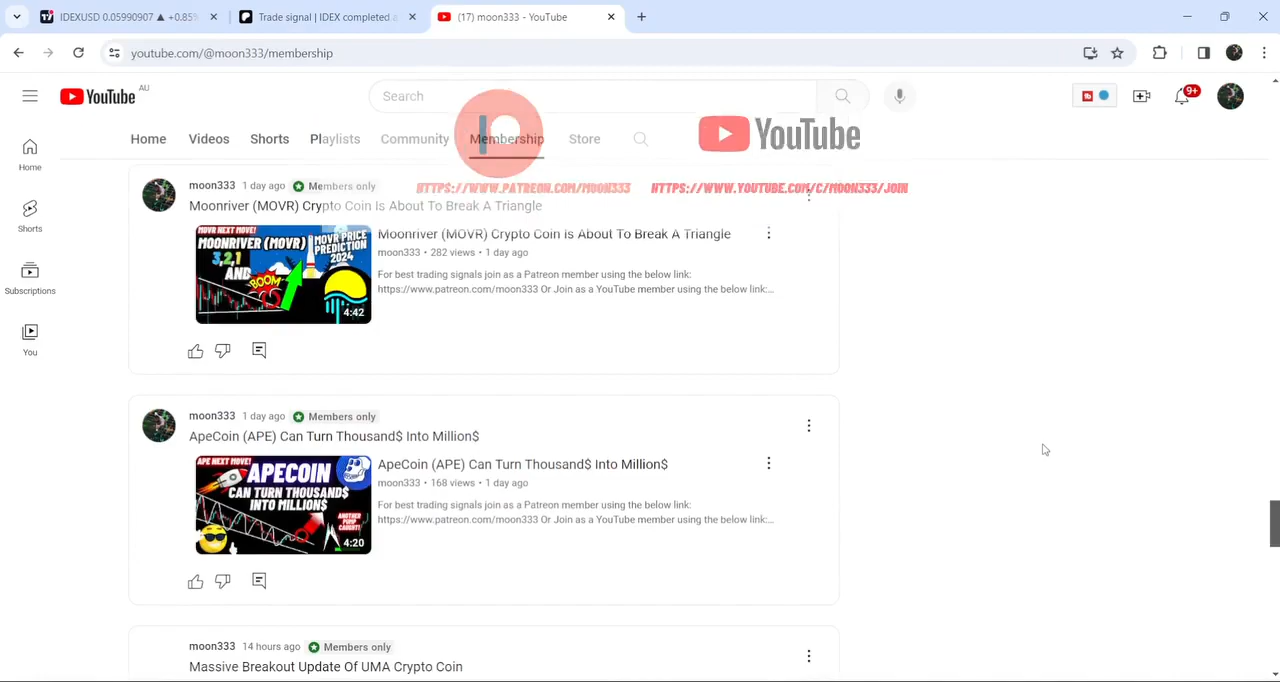 IDEXUSD 0.05990907 ▲ +0.85%
Trade signal | IDEX completed a
(17) moon333 - YouTube
youtube.com/@moon333/membership
YouTube AU
Search
9+
Home Videos Shorts Playlists Community Membership Store
YouTube
HTTPS://WWW.PATREON.COM/MOON333 HTTPS://WWW.YOUTUBE.COM/C/MOON333/JOIN
Home
Shorts
Subscriptions
You
moon333 1 day ago Members only
Moonriver (MOVR) Crypto Coin Is About To Break A Triangle
MOVR NEXT MOVE!
MOONRIVER (MOVR)
3,2,1
AND
BOOM
MOVR PRICE
PREDICTION
2024
4:42
Moonriver (MOVR) Crypto Coin Is About To Break A Triangle
moon333 • 282 views • 1 day ago
For best trading signals join as a Patreon member using the below link:
https://www.patreon.com/moon333 Or Join as a YouTube member using the below link:...
moon333 1 day ago Members only
ApeCoin (APE) Can Turn Thousand$ Into Million$
APE NEXT MOVE!
APECOIN
CAN TURN THOUSAND$
INTO MILLION$
ANOTHER
PUMP
CAUGHT!
4:20
ApeCoin (APE) Can Turn Thousand$ Into Million$
moon333 • 168 views • 1 day ago
For best trading signals join as a Patreon member using the below link:
https://www.patreon.com/moon333 Or Join as a YouTube member using the below link:...
moon333 14 hours ago Members only
Massive Breakout Update Of UMA Crypto Coin